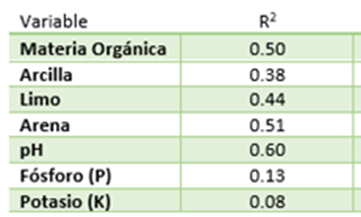 Variable R²
Materia Orgánica 0.50
Arcilla 0.38
Limo 0.44
Arena 0.51
pH 0.60
Fósforo (P) 0.13
Potasio (K) 0.08